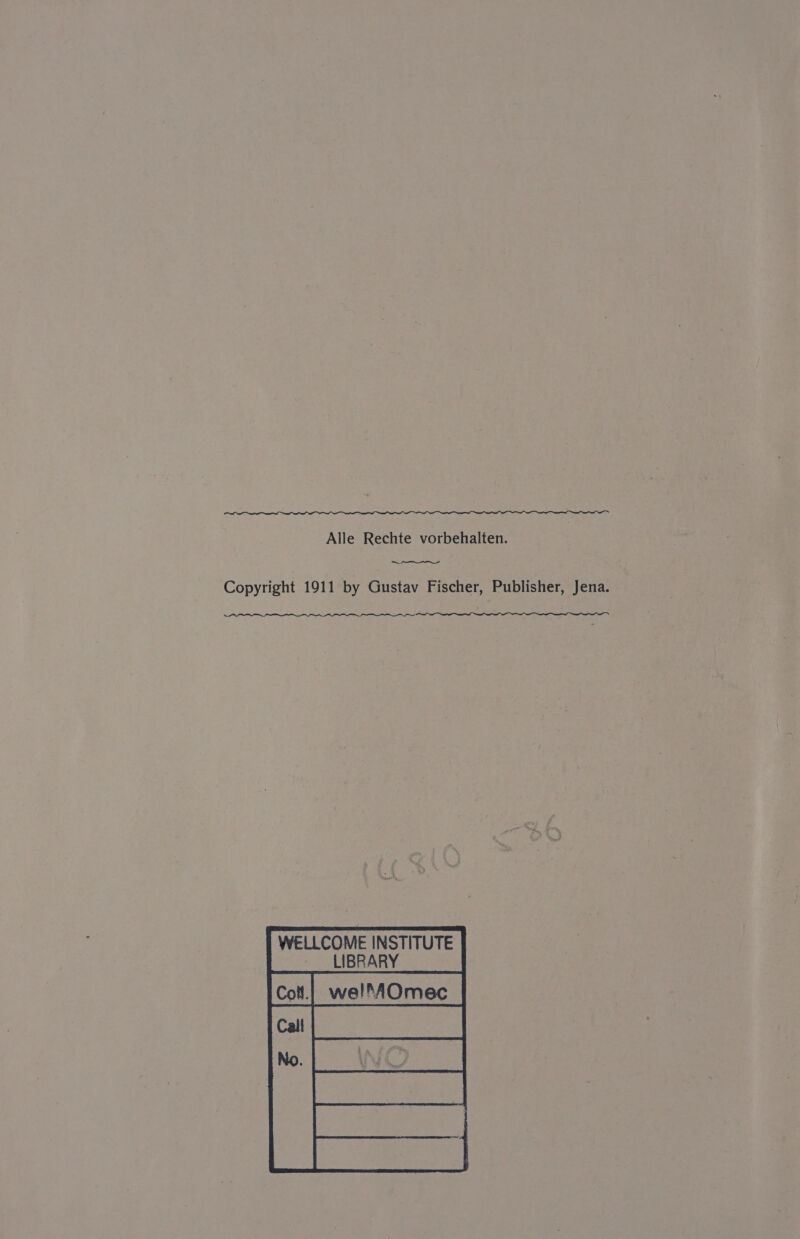 Alle Rechte vorbehalten.
Copyright 1911 by Gustav Fischer, Publisher, Jena.
WELLCOME INSTITUTE
LIBRARY
Coll. welMOmec
Call
No.